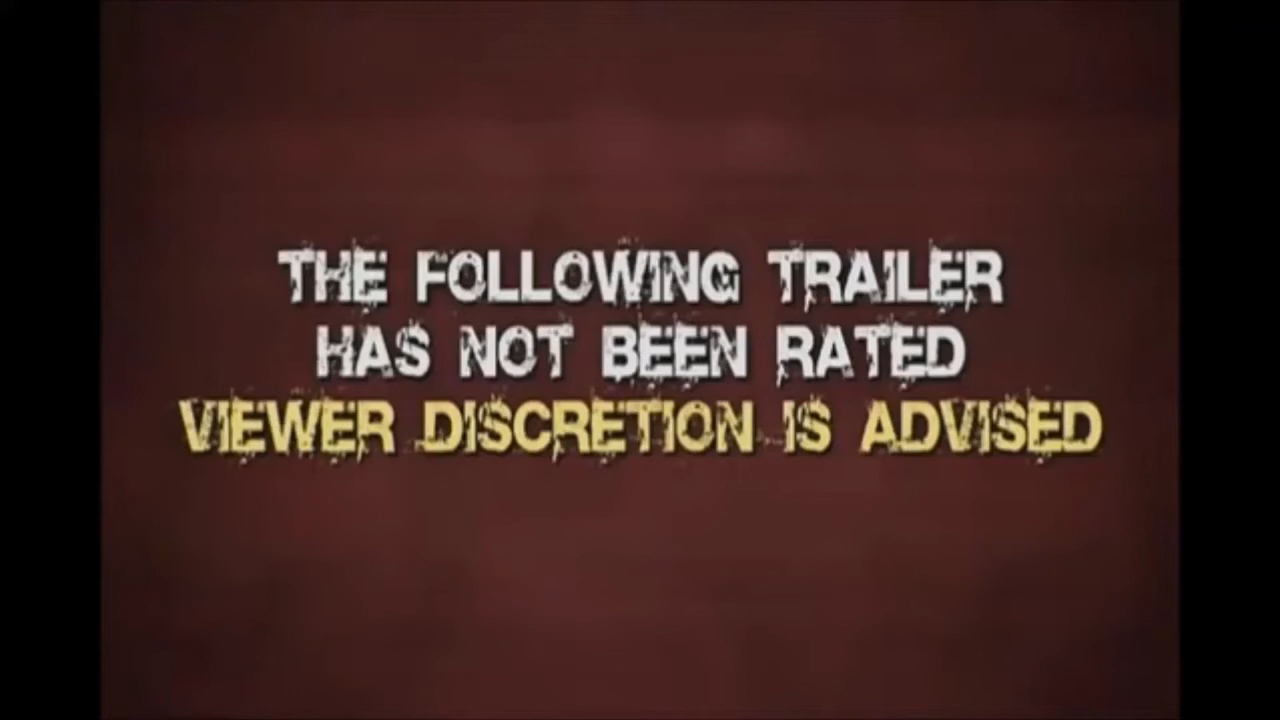 THE FOLLOWING TRAILER
HAS NOT BEEN RATED
VIEWER DISCRETION IS ADVISED